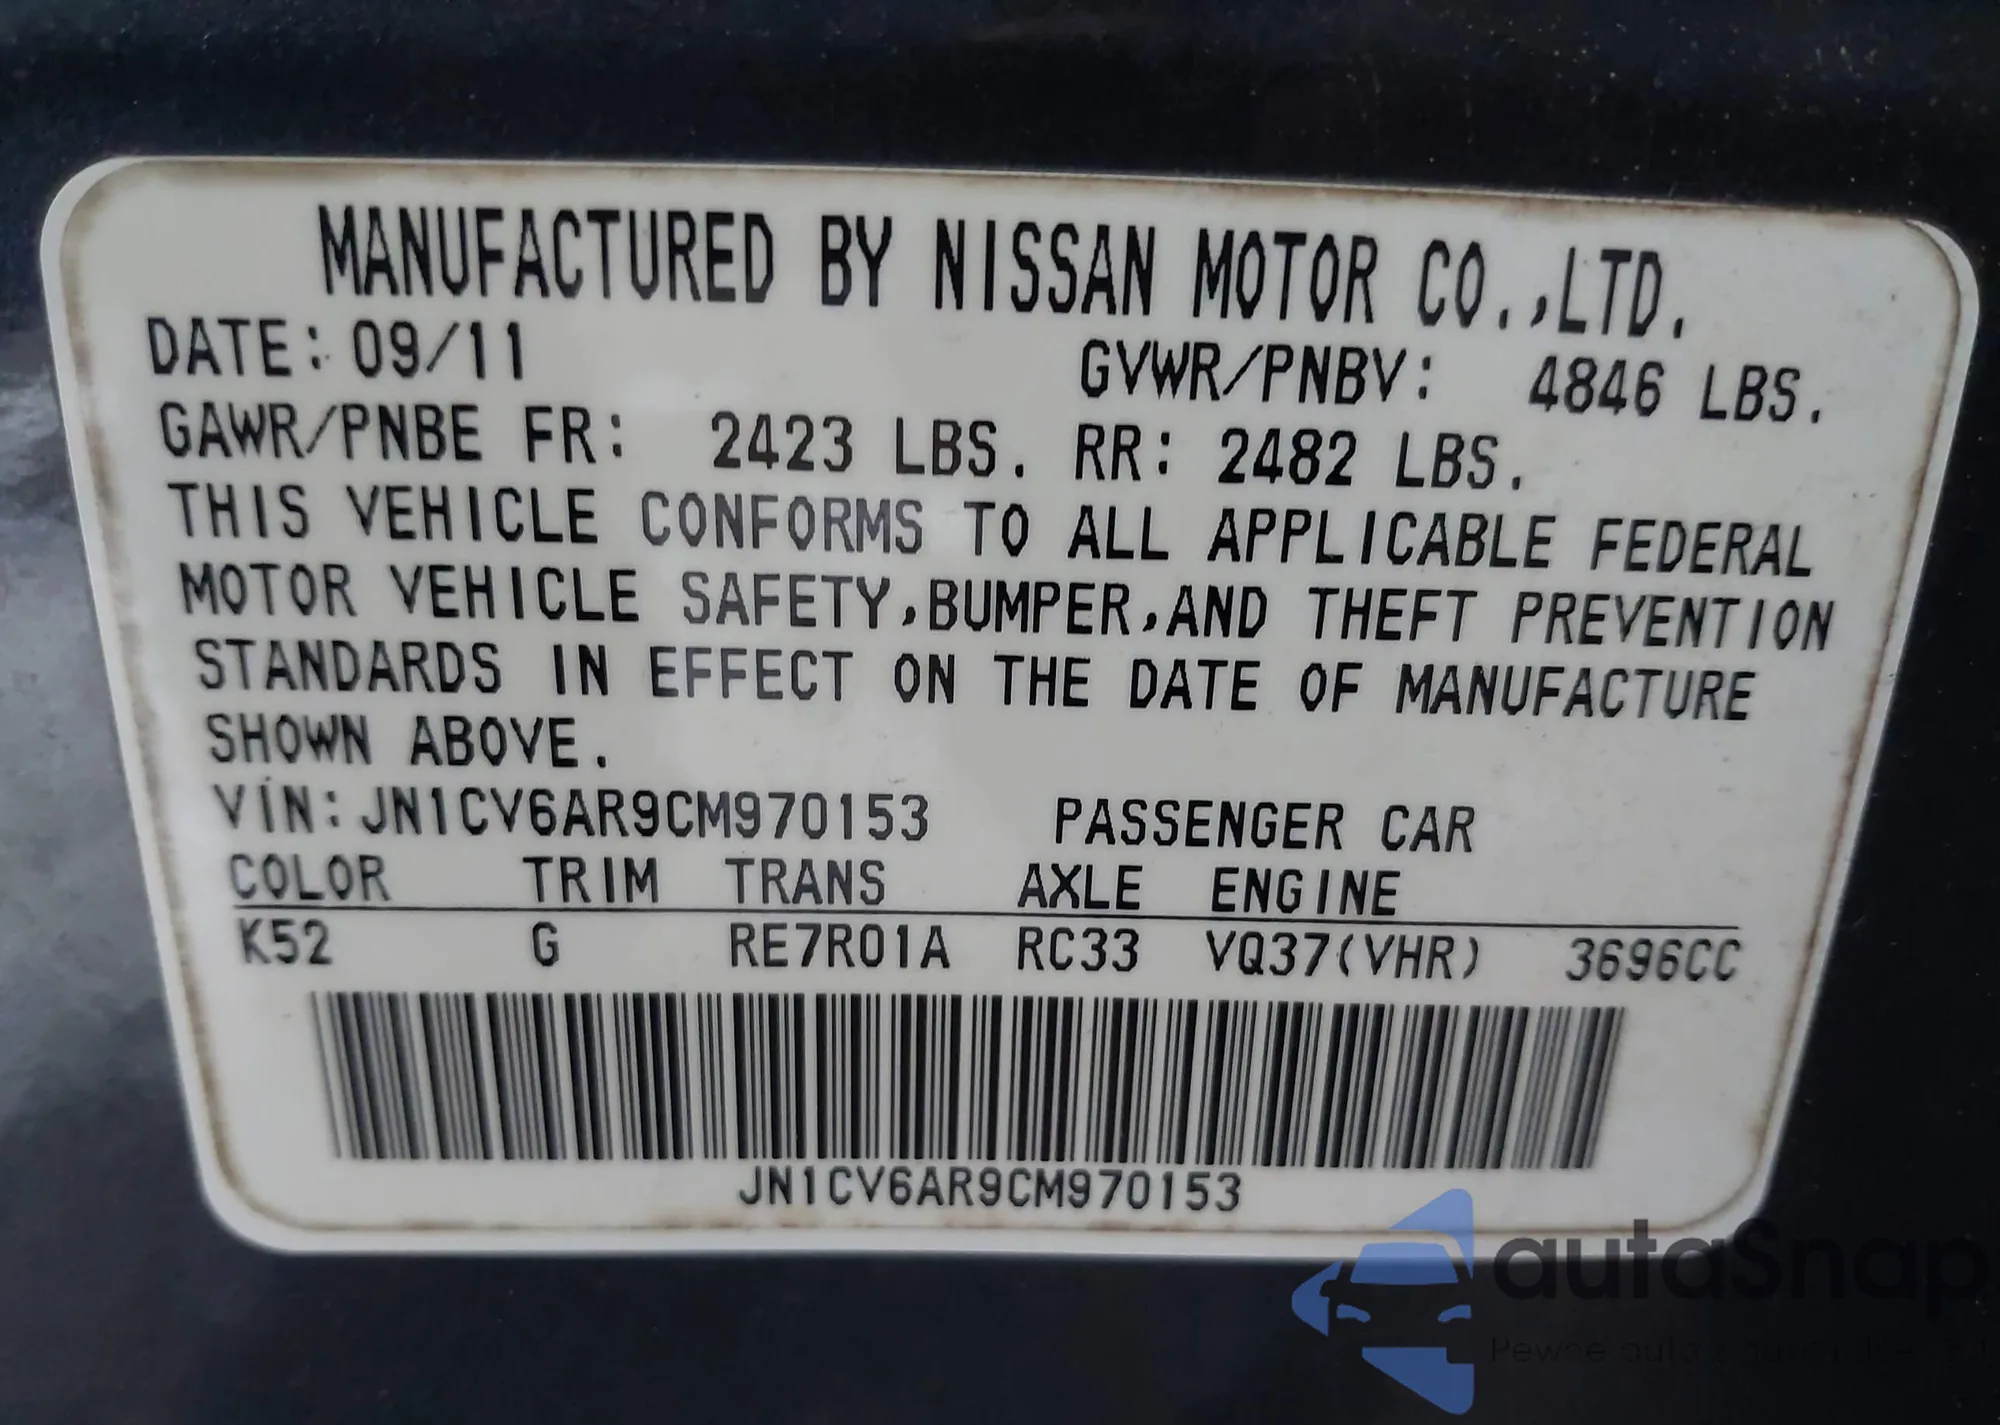 MANUFACTURED BY NISSAN MOTOR CO.,LTD.
DATE: 09/11 GVWR/PNBV: 4846 LBS.
GAWR/PNBE FR: 2423 LBS. RR: 2482 LBS.
THIS VEHICLE CONFORMS TO ALL APPLICABLE FEDERAL
MOTOR VEHICLE SAFETY,BUMPER,AND THEFT PREVENTION
STANDARDS IN EFFECT ON THE DATE OF MANUFACTURE
SHOWN ABOVE.
VIN:JN1CV6AR9CM970153 PASSENGER CAR
COLOR TRIM TRANS AXLE ENGINE
K52 G RE7R01A RC33 VQ37(VHR) 3696CC
JN1CV6AR9CM970153
autaSnap
Pewne auta